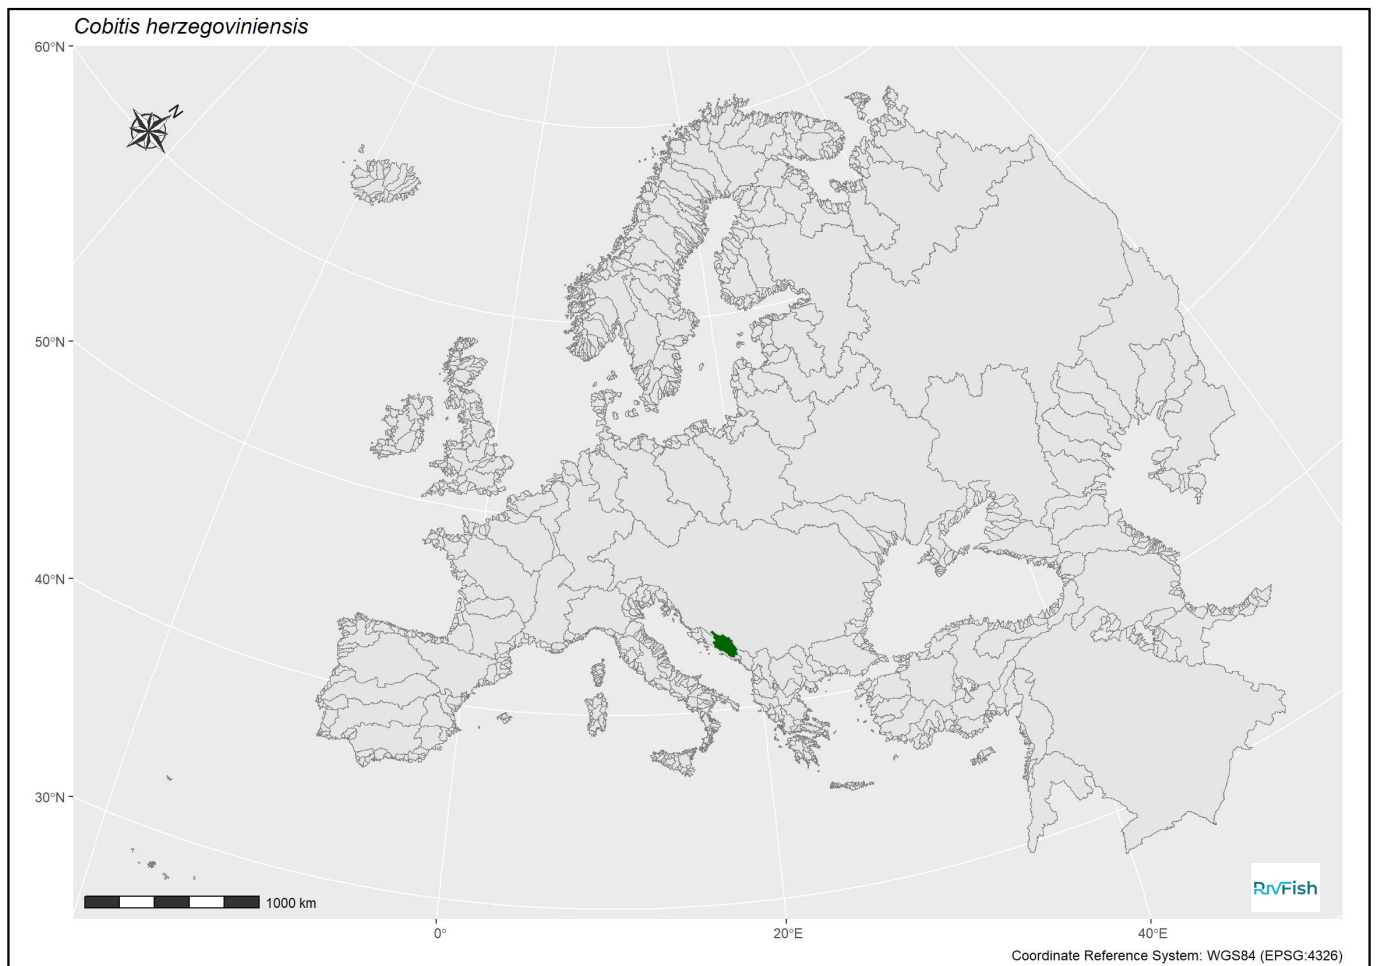 Cobitis herzegoviniensis
60°N
N
50°N
40°N
30°N
1000 km
RivFish
0°
20°E
40°E
Coordinate Reference System: WGS84 (EPSG:4326)